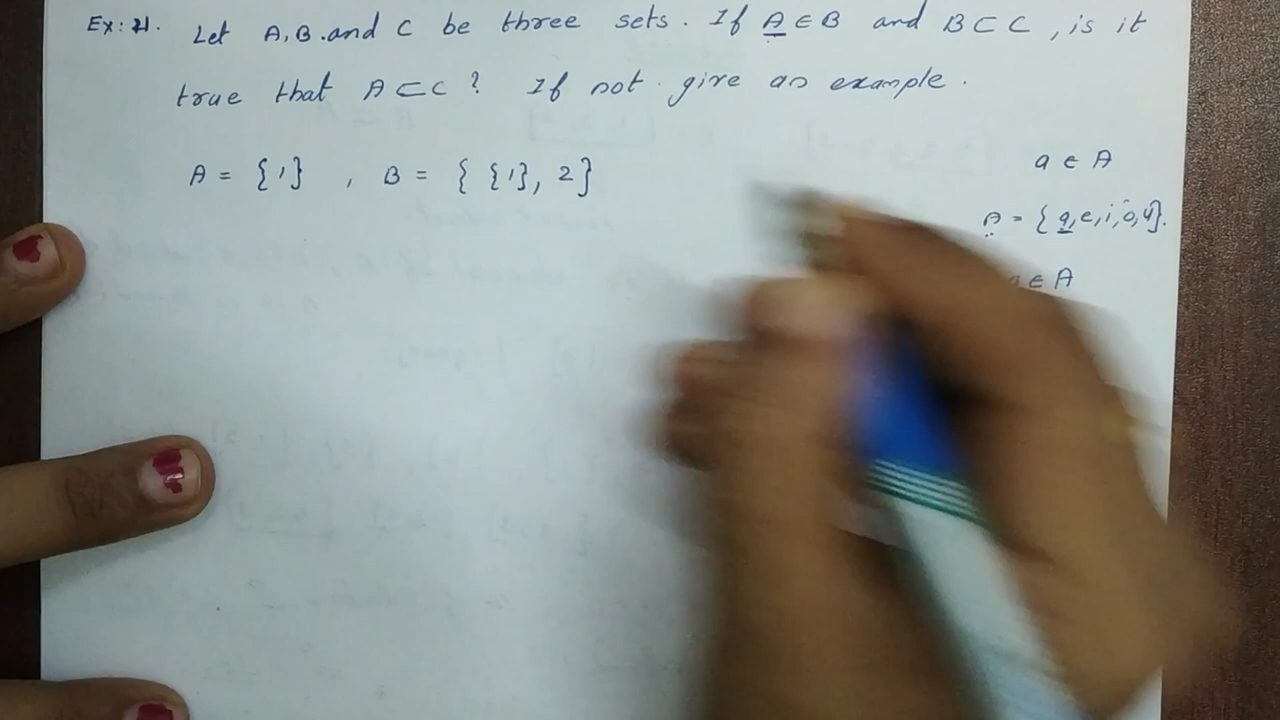 Ex: 21. Let A, B and C be three sets. If A ∈ B and B ⊂ C, is it
true that A ⊂ C? If not give an example.
A = {1}, B = { {1}, 2}
a ∈ A
A = {a, e, i, o, u}.
∈ A